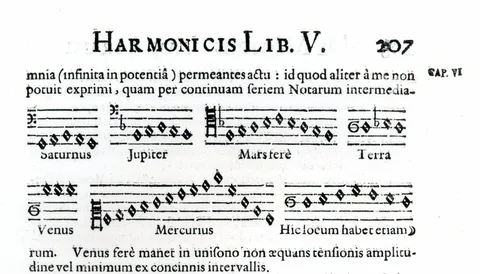 HARMONICIS LIB. V. 207
mnia (infinita in potentiâ) permeantes actu : id quod aliter à me non CAP. VI
potuit exprimi, quam per continuam ſeriem Notarum intermedia-
Saturnus Jupiter Mars ferè Terra
Venus Mercurius Hic locum habet etiam )
rum. Venus ferè manet in uniſono non æquans tenſionis amplitu-
dine vel minimum ex concinnis intervallis.